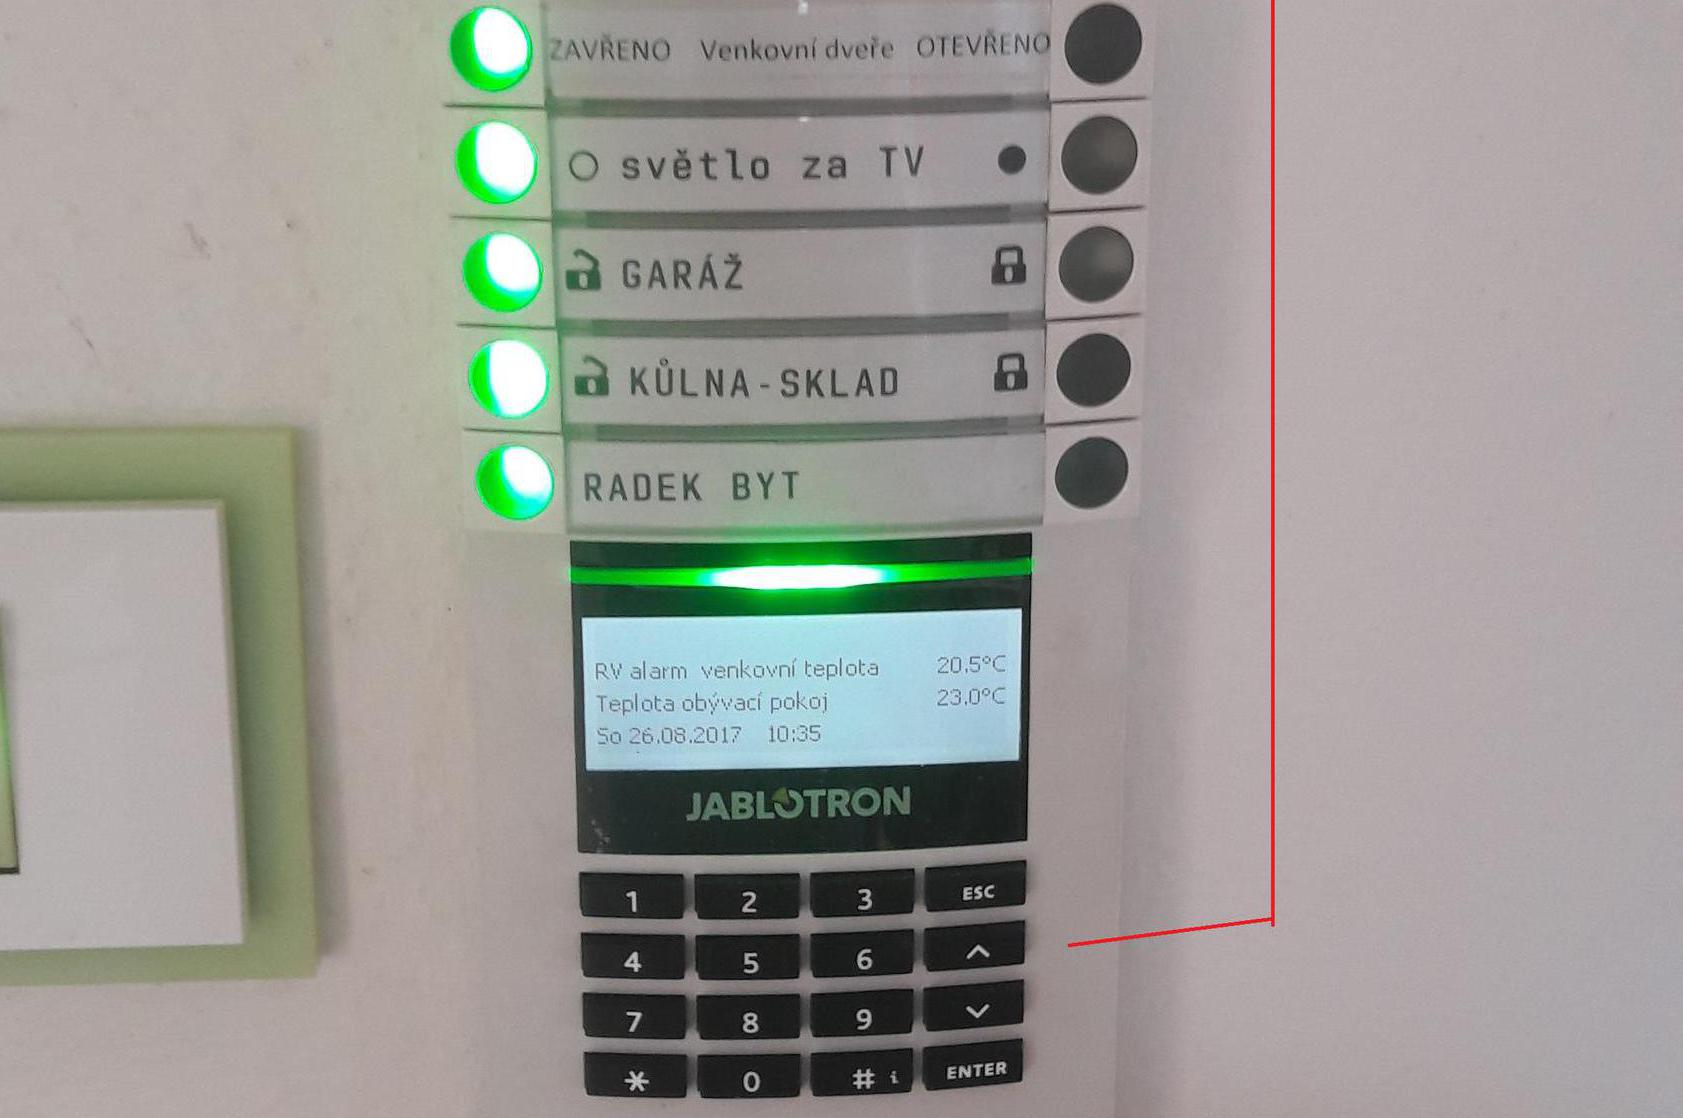 ZAVŘENO Venkovní dveře OTEVŘENO
světlo za TV
GARÁŽ
KŮLNA-SKLAD
RADEK BYT
RV alarm venkovní teplota 20.5°C
Teplota obývací pokoj 23.0°C
So 26.08.2017 10:35
JABLOTRON
1 2 3 ESC
4 5 6
7 8 9
* 0 # i ENTER